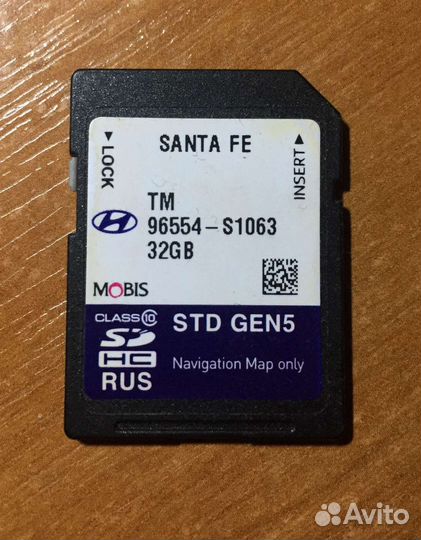 SANTA FE
LOCK
INSERT
TM
96554-S1063
32GB
MOBIS
CLASS 10
SD
HC
RUS
STD GEN5
Navigation Map only
Avito